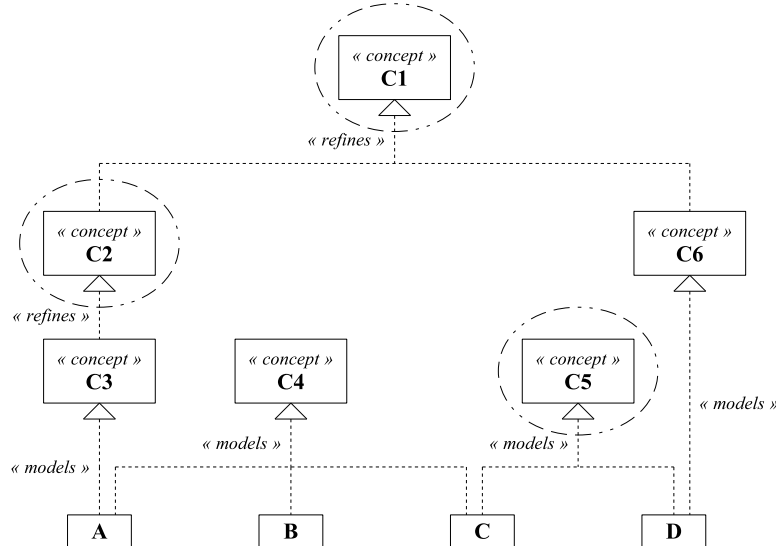 « concept »
C1
« refines »
« concept »
C2
« concept »
C6
« refines »
« concept »
C3
« concept »
C4
« concept »
C5
« models »
« models »
« models »
« models »
A
B
C
D